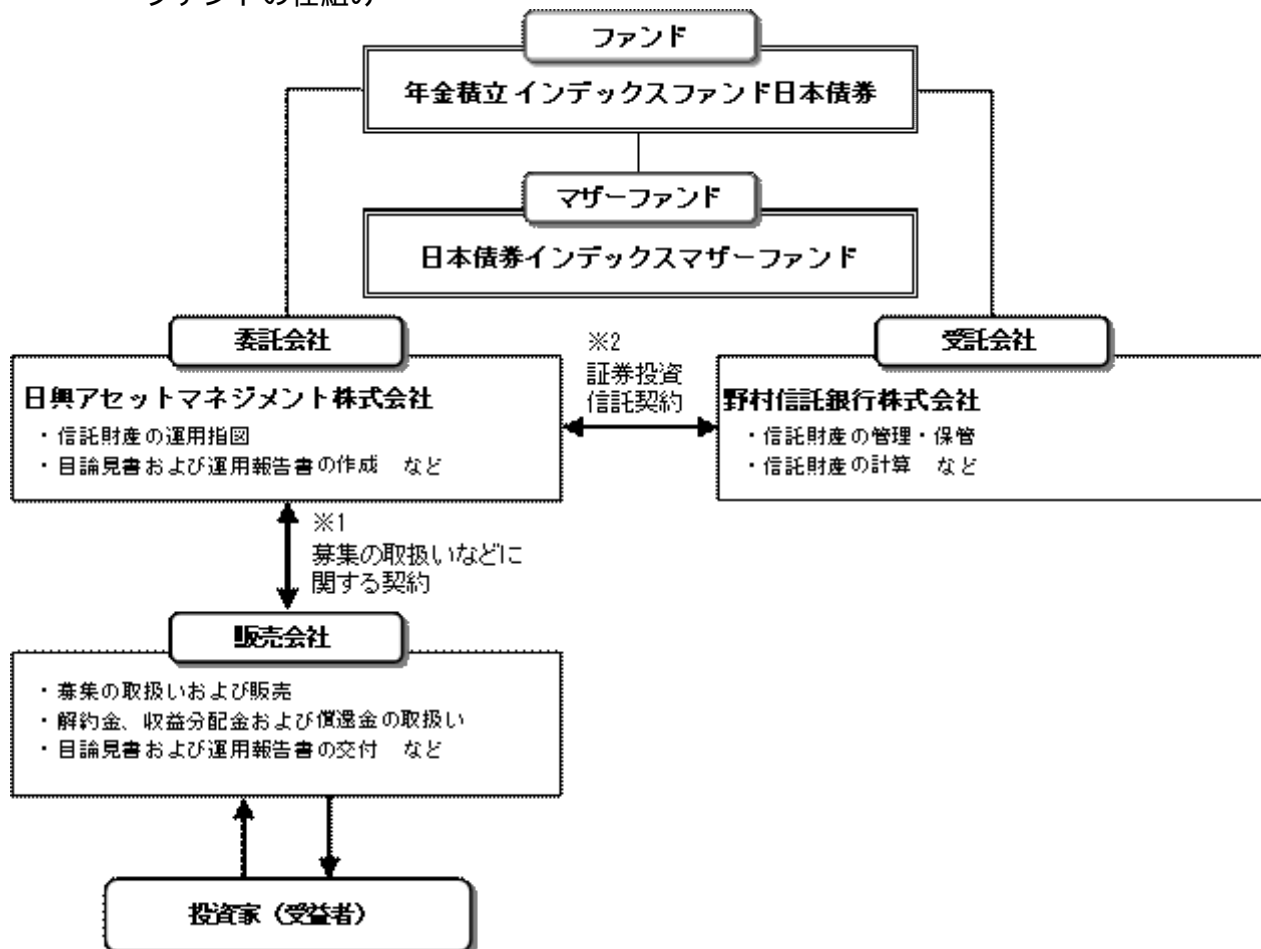 ファンドの仕組み
ファンド
年金積立 インデックスファンド日本債券
マザーファンド
日本債券インデックスマザーファンド
委託会社
日興アセットマネジメント株式会社
・信託財産の運用指図
・目論見書および運用報告書の作成 など
※2
証券投資
信託契約
受託会社
野村信託銀行株式会社
・信託財産の管理・保管
・信託財産の計算 など
※1
募集の取扱いなどに
関する契約
販売会社
・募集の取扱いおよび販売
・解約金、収益分配金および償還金の取扱い
・目論見書および運用報告書の交付 など
投資家（受益者）